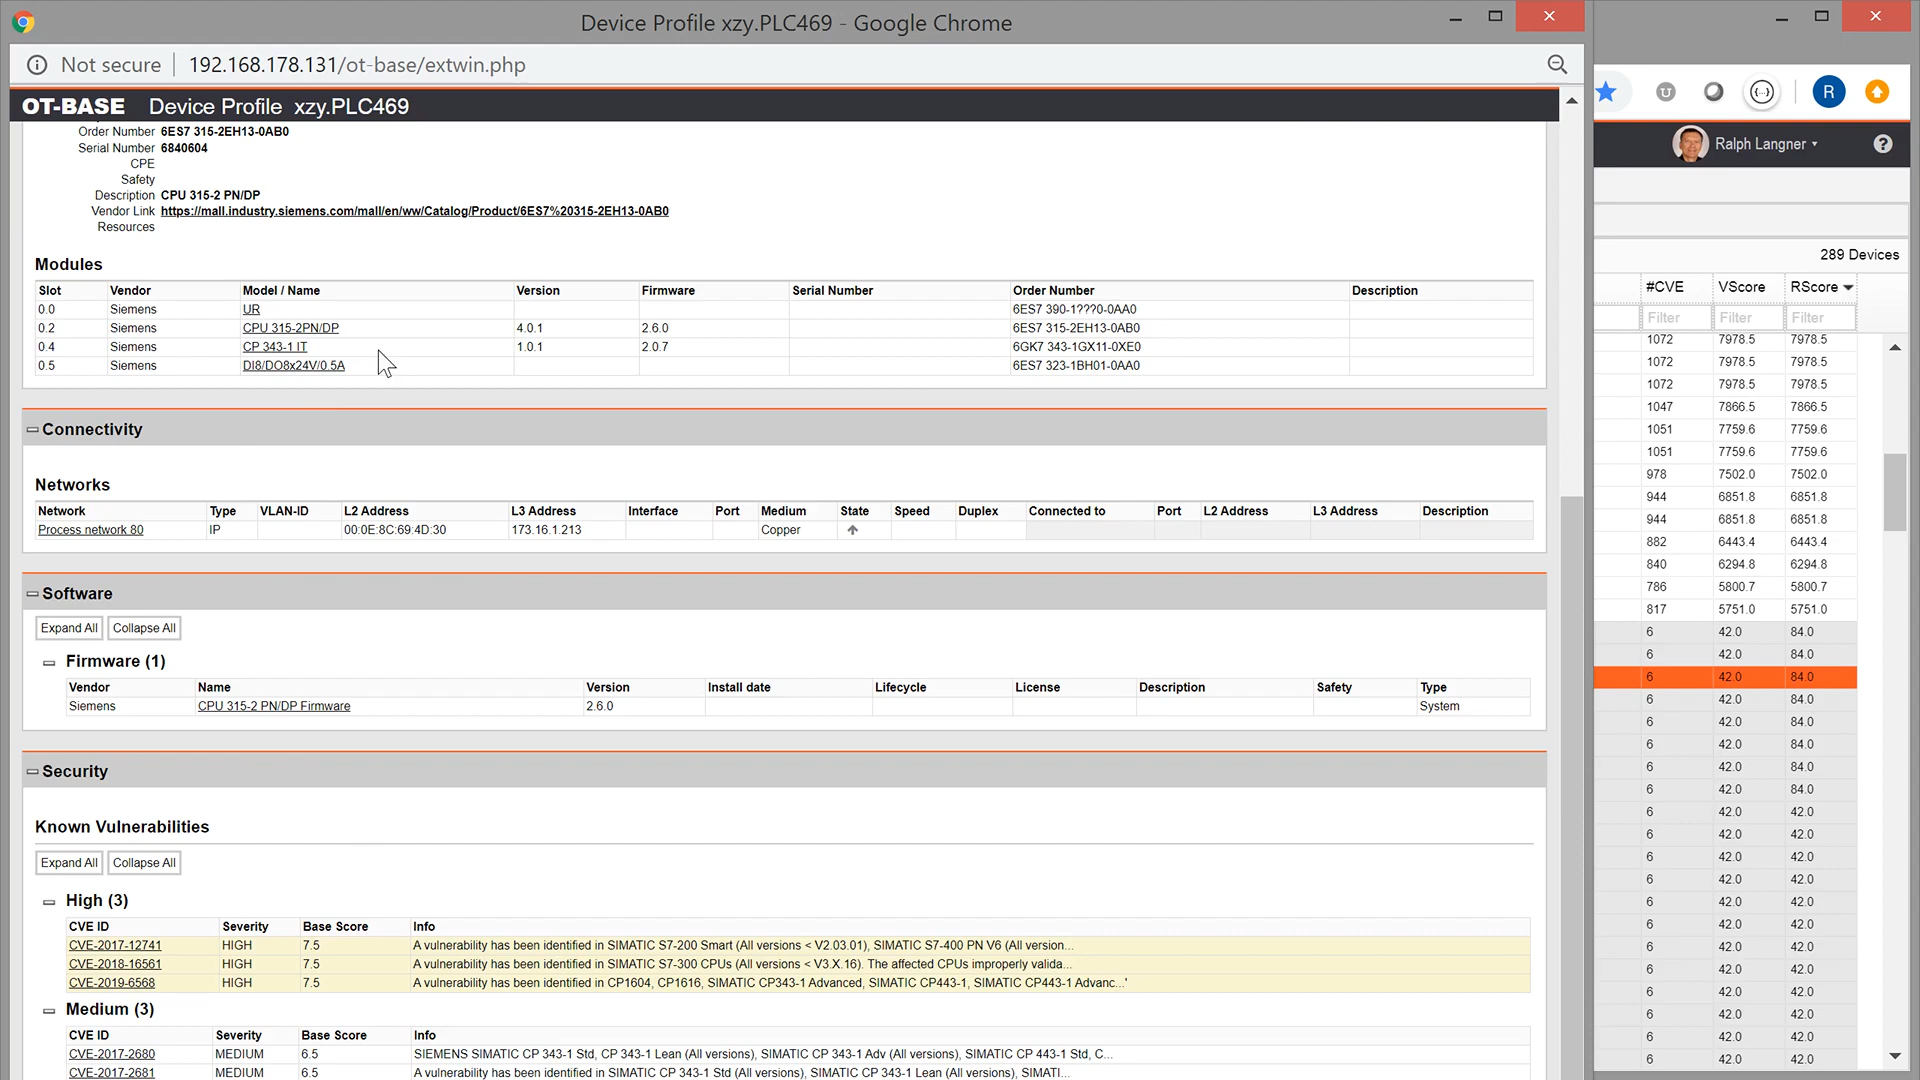 Device Profile xzy.PLC469 - Google Chrome
Not secure 192.168.178.131/ot-base/extwin.php
OT-BASE Device Profile xzy.PLC469
Order Number 6ES7 315-2EH13-0AB0
Serial Number 6840604
CPE
Safety
Description CPU 315-2 PN/DP
Vendor Link https://mall.industry.siemens.com/mall/en/ww/Catalog/Product/6ES7%20315-2EH13-0AB0
Resources
Modules
Slot Vendor Model / Name Version Firmware Serial Number Order Number Description
0.0 Siemens UR 6ES7 390-1???0-0AA0
0.2 Siemens CPU 315-2PN/DP 4.0.1 2.6.0 6ES7 315-2EH13-0AB0
0.4 Siemens CP 343-1 IT 1.0.1 2.0.7 6GK7 343-1GX11-0XE0
0.5 Siemens DI8/DO8x24V/0.5A 6ES7 323-1BH01-0AA0
Connectivity
Networks
Network Type VLAN-ID L2 Address L3 Address Interface Port Medium State Speed Duplex Connected to Port L2 Address L3 Address Description
Process network 80 IP 00:0E:8C:69:4D:30 173.16.1.213 Copper
Software
Expand All Collapse All
Firmware (1)
Vendor Name Version Install date Lifecycle License Description Safety Type
Siemens CPU 315-2 PN/DP Firmware 2.6.0 System
Security
Known Vulnerabilities
Expand All Collapse All
High (3)
CVE ID Severity Base Score Info
CVE-2017-12741 HIGH 7.5 A vulnerability has been identified in SIMATIC S7-200 Smart (All versions < V2.03.01), SIMATIC S7-400 PN V6 (All version...
CVE-2018-16561 HIGH 7.5 A vulnerability has been identified in SIMATIC S7-300 CPUs (All versions < V3.X.16). The affected CPUs improperly valida...
CVE-2019-6568 HIGH 7.5 A vulnerability has been identified in CP1604, CP1616, SIMATIC CP343-1 Advanced, SIMATIC CP443-1, SIMATIC CP443-1 Advanc...'
Medium (3)
CVE ID Severity Base Score Info
CVE-2017-2680 MEDIUM 6.5 SIEMENS SIMATIC CP 343-1 Std, CP 343-1 Lean (All versions), SIMATIC CP 343-1 Adv (All versions), SIMATIC CP 443-1 Std, C...
CVE-2017-2681 MEDIUM 6.5 A vulnerability has been identified in SIMATIC CP 343-1 Std (All versions), SIMATIC CP 343-1 Lean (All versions), SIMATI...
R
Ralph Langner ?
289 Devices
#CVE VScore RScore
Filter Filter Filter
1072 7978.5 7978.5
1072 7978.5 7978.5
1072 7978.5 7978.5
1047 7866.5 7866.5
1051 7759.6 7759.6
1051 7759.6 7759.6
978 7502.0 7502.0
944 6851.8 6851.8
944 6851.8 6851.8
882 6443.4 6443.4
840 6294.8 6294.8
786 5800.7 5800.7
817 5751.0 5751.0
6 42.0 84.0
6 42.0 84.0
6 42.0 84.0
6 42.0 84.0
6 42.0 84.0
6 42.0 84.0
6 42.0 84.0
6 42.0 84.0
6 42.0 42.0
6 42.0 42.0
6 42.0 42.0
6 42.0 42.0
6 42.0 42.0
6 42.0 42.0
6 42.0 42.0
6 42.0 42.0
6 42.0 42.0
6 42.0 42.0
6 42.0 42.0
6 42.0 42.0